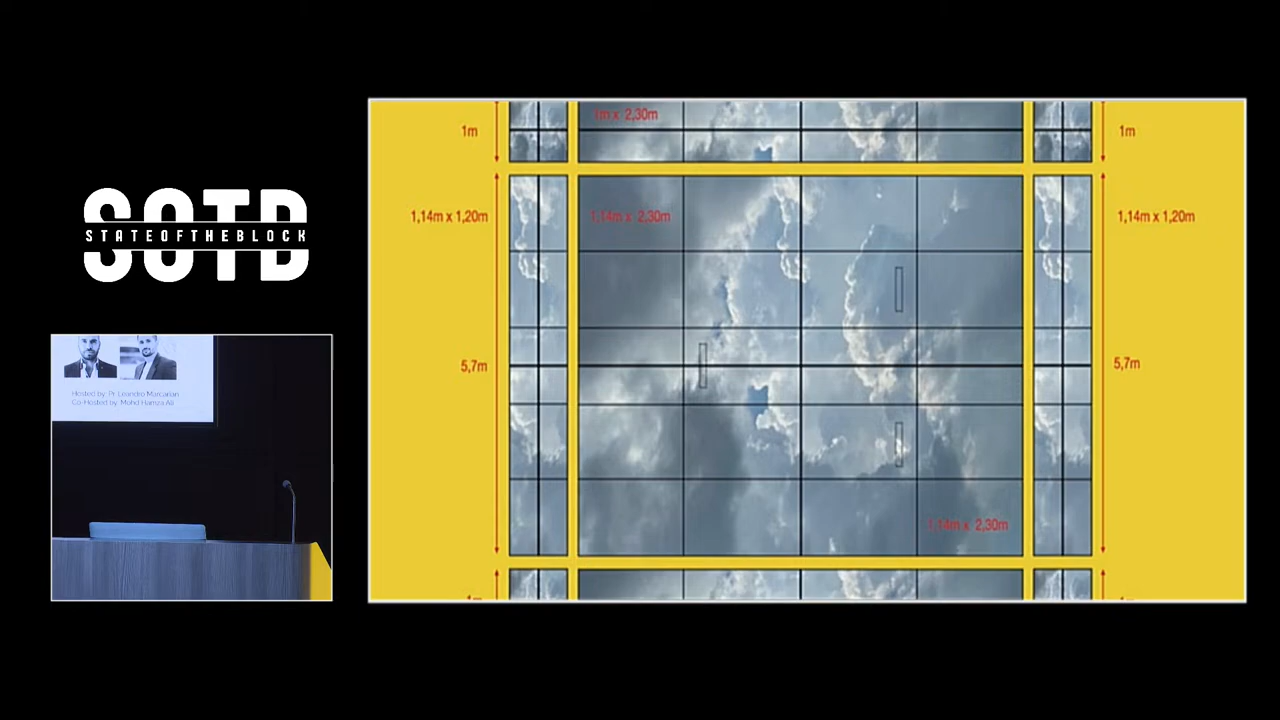 SOTD
STATEOFTHEBLOCK
Hosted by: Pr. Leandro Marcarian
Co-Hosted by: Mohd Hamza Ali
1m
1m x 2,30m
1m
1,14m x 1,20m
1,14m x 2,30m
1,14m x 1,20m
5,7m
5,7m
1,14m x 2,30m